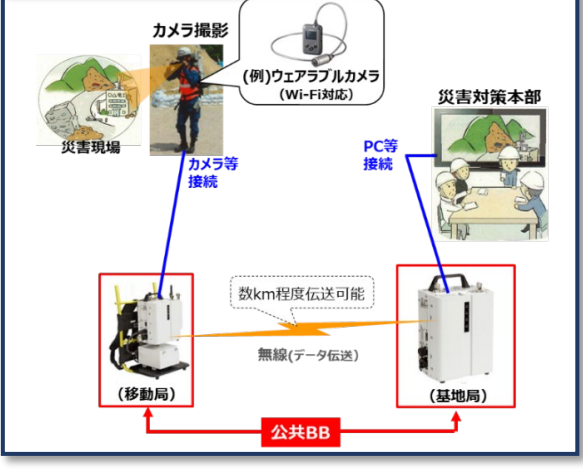 カメラ撮影
(例)ウェアラブルカメラ
（Wi-Fi対応）
災害現場
災害対策本部
カメラ等
接続
PC等
接続
数km程度伝送可能
無線(データ伝送）
（移動局）
（基地局）
公共BB